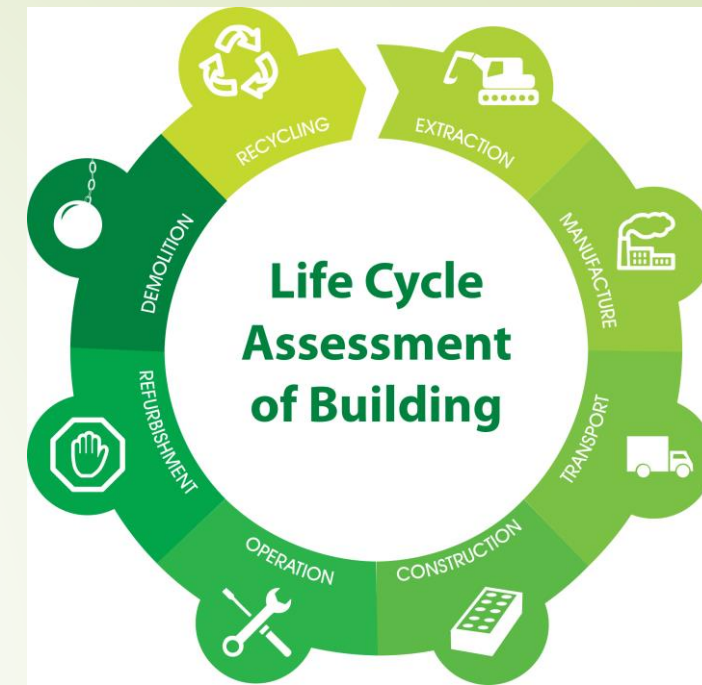 Life Cycle
Assessment
of Building
EXTRACTION
MANUFACTURE
TRANSPORT
CONSTRUCTION
OPERATION
REFURBISHMENT
DEMOLITION
RECYCLING